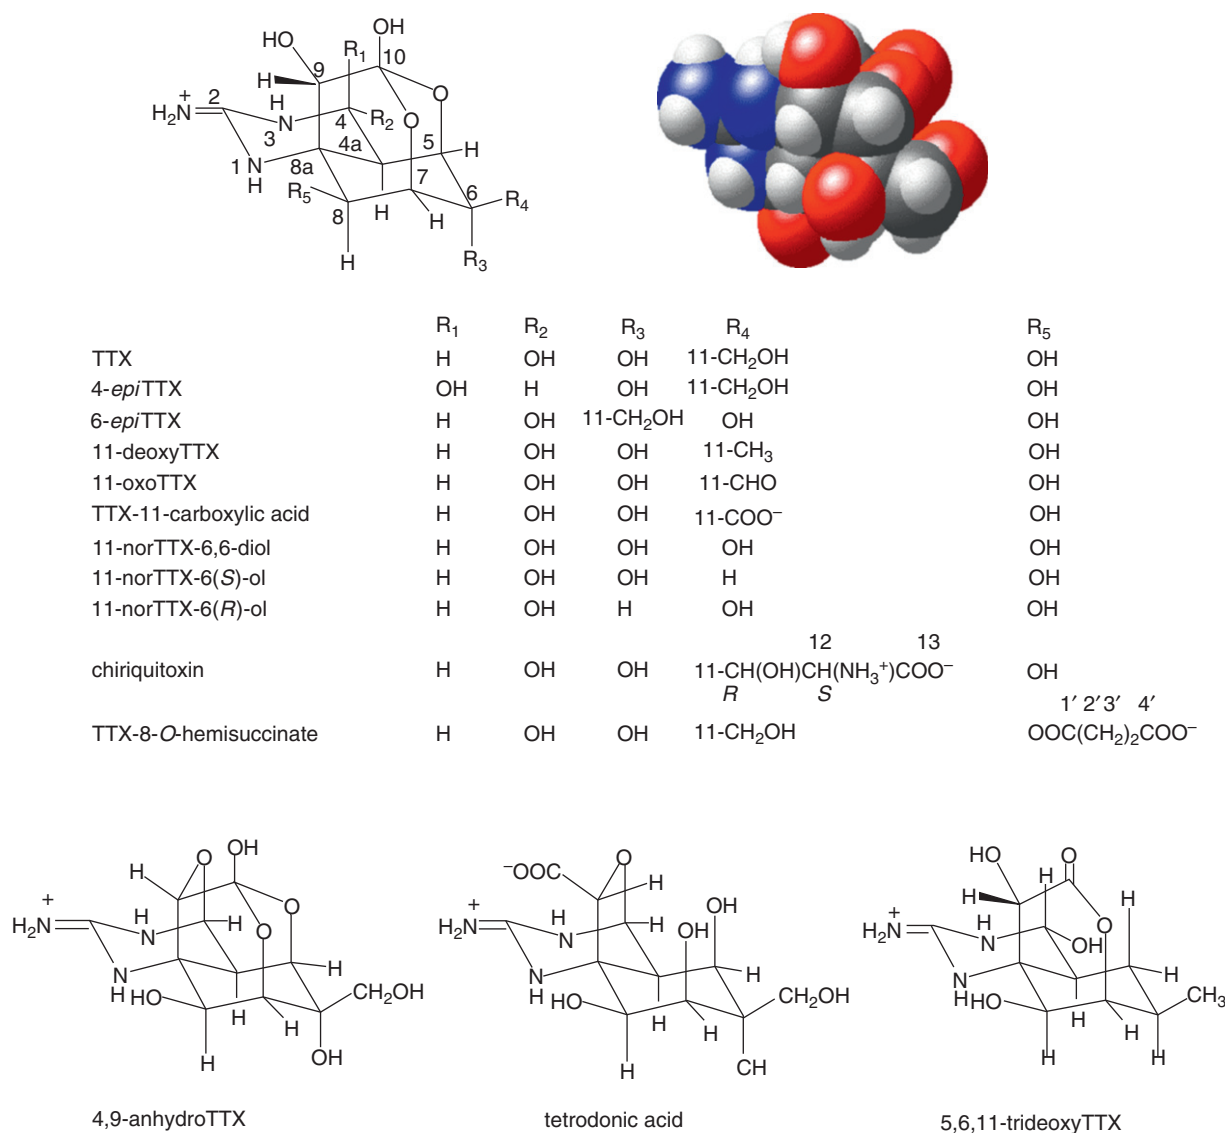 OH
HO
R1
10
9
H
O
+
H2N
2
H
N
3
4
R2
O
4a
5
H
1
N
H
8a
7
R5
6
R4
8
H
H
H
R3
R1 R2 R3 R4 R5
TTX H OH OH 11-CH2OH OH
4-epiTTX OH H OH 11-CH2OH OH
6-epiTTX H OH 11-CH2OH OH OH
11-deoxyTTX H OH OH 11-CH3 OH
11-oxoTTX H OH OH 11-CHO OH
TTX-11-carboxylic acid H OH OH 11-COO− OH
11-norTTX-6,6-diol H OH OH OH OH
11-norTTX-6(S)-ol H OH OH H OH
11-norTTX-6(R)-ol H OH H OH OH
12 13
chiriquitoxin H OH OH 11-CH(OH)CH(NH3+)COO− OH
R S
1′ 2′ 3′ 4′
TTX-8-O-hemisuccinate H OH OH 11-CH2OH OOC(CH2)2COO−
O
OH
H
+
H2N
H
N
H
O
O
N
H
HO
H
H
H
CH2OH
H
OH
4,9-anhydroTTX
−OOC
O
H
+
H2N
H
N
H
OH
OH
N
H
HO
H
H
H
CH2OH
H
CH
tetrodonic acid
HO
O
H
H
+
H2N
H
N
OH
O
H
N
H
HO
H
H
H
CH3
H
H
5,6,11-trideoxyTTX